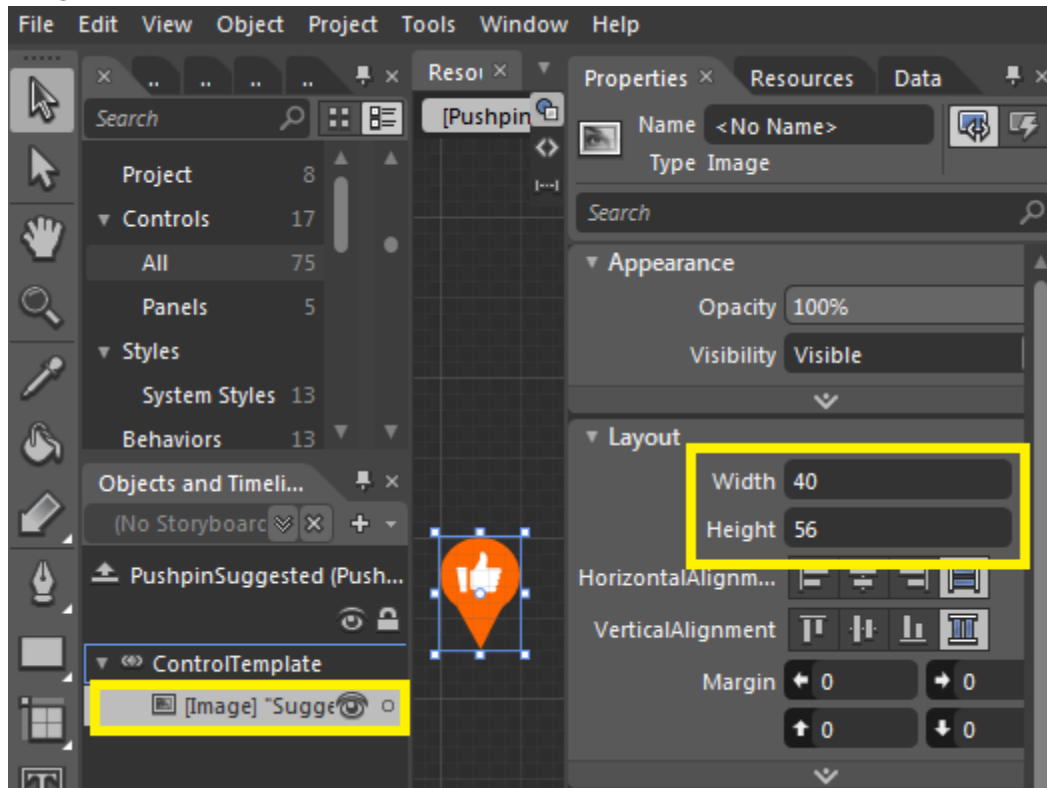 File Edit View Object Project Tools Window Help
.. .. .. ..
Search
Project 8
Controls 17
All 75
Panels 5
Styles
System Styles 13
Behaviors 13
Objects and Timeli...
(No Storyboarc
PushpinSuggested (Push...
ControlTemplate
[Image] "Sugge
Resou
[Pushpin
Properties Resources Data
Name <No Name>
Type Image
Search
Appearance
Opacity 100%
Visibility Visible
Layout
Width 40
Height 56
HorizontalAlignm...
VerticalAlignment
Margin 0 0
0 0